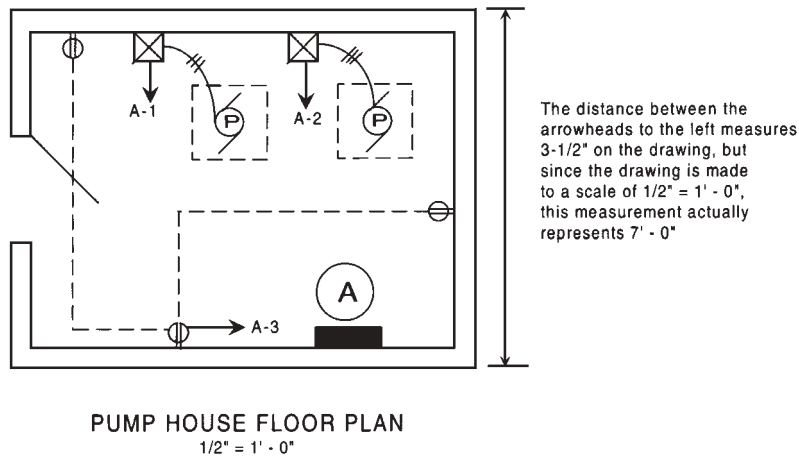 A-1
P
A-2
P
The distance between the
arrowheads to the left measures
3-1/2" on the drawing, but
since the drawing is made
to a scale of 1/2" = 1' - 0",
this measurement actually
represents 7' - 0"
A
A-3
PUMP HOUSE FLOOR PLAN
1/2" = 1' - 0"